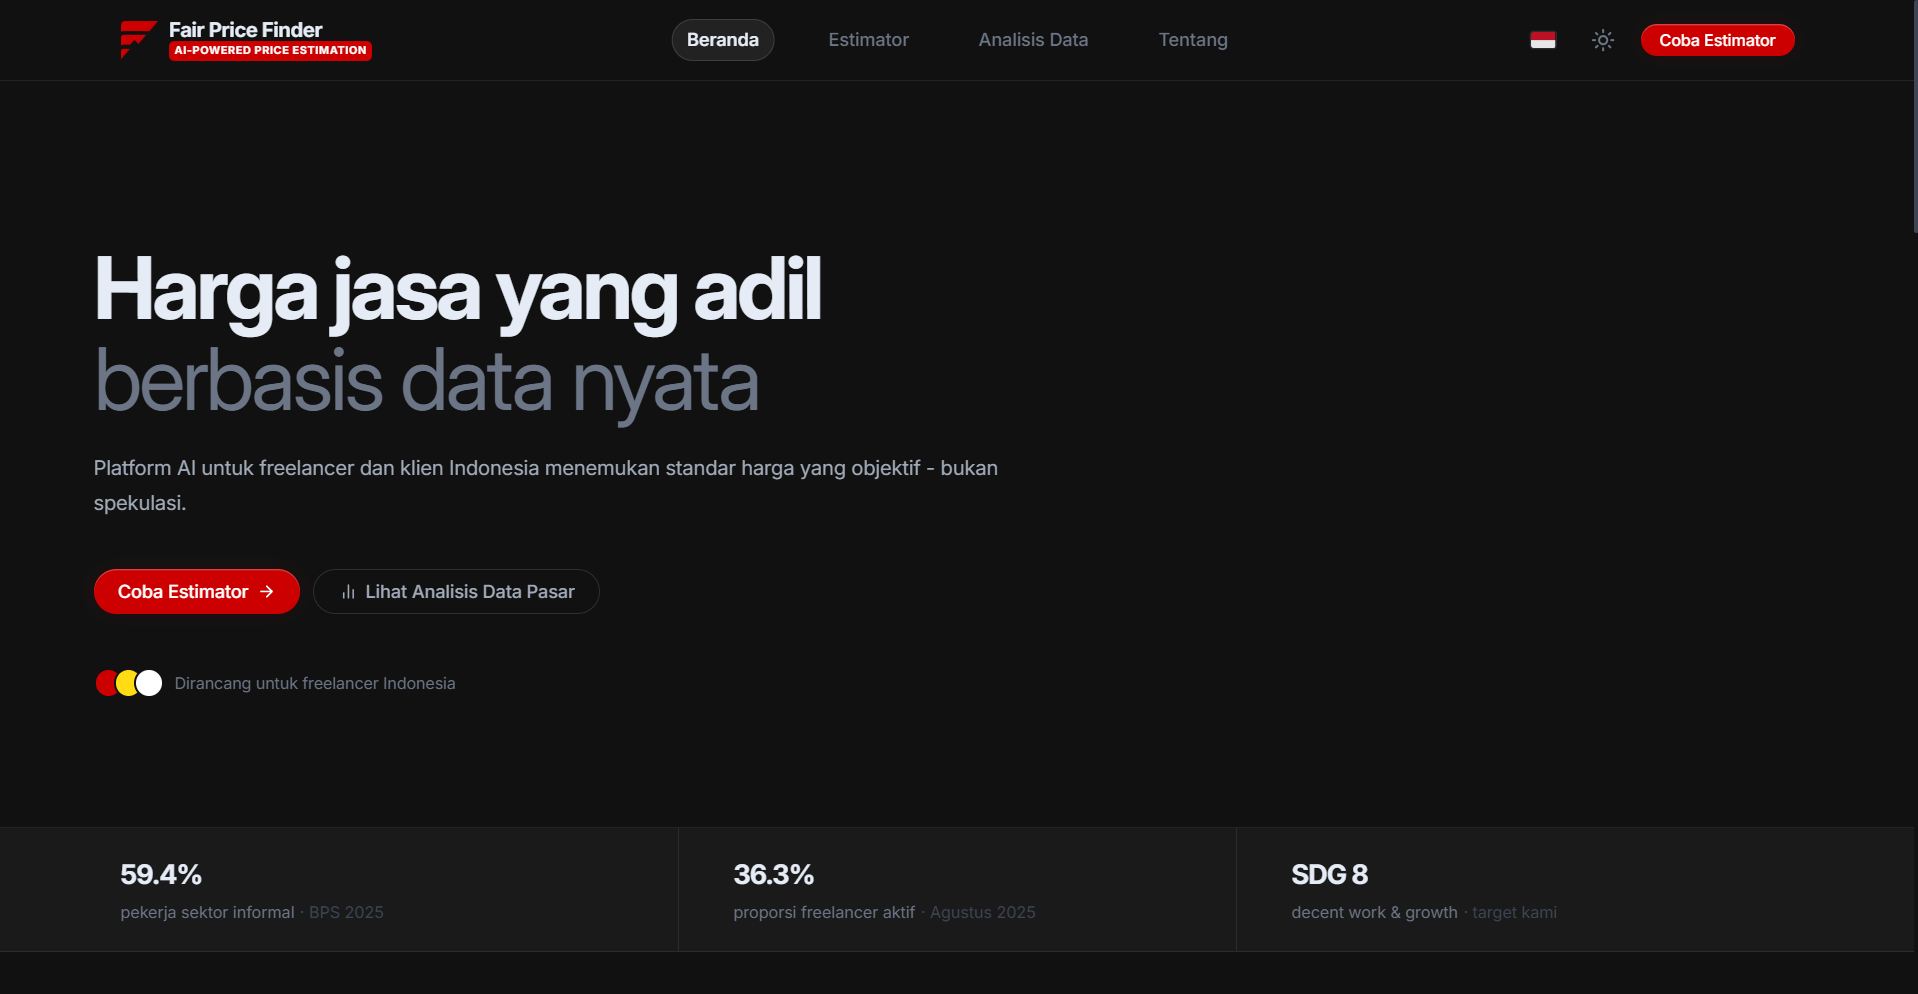 Fair Price Finder
AI-POWERED PRICE ESTIMATION
Beranda
Estimator
Analisis Data
Tentang
Coba Estimator
Harga jasa yang adil
berbasis data nyata
Platform AI untuk freelancer dan klien Indonesia menemukan standar harga yang objektif - bukan
spekulasi.
Coba Estimator →
Lihat Analisis Data Pasar
Dirancang untuk freelancer Indonesia
59.4%
pekerja sektor informal · BPS 2025
36.3%
proporsi freelancer aktif · Agustus 2025
SDG 8
decent work & growth · target kami